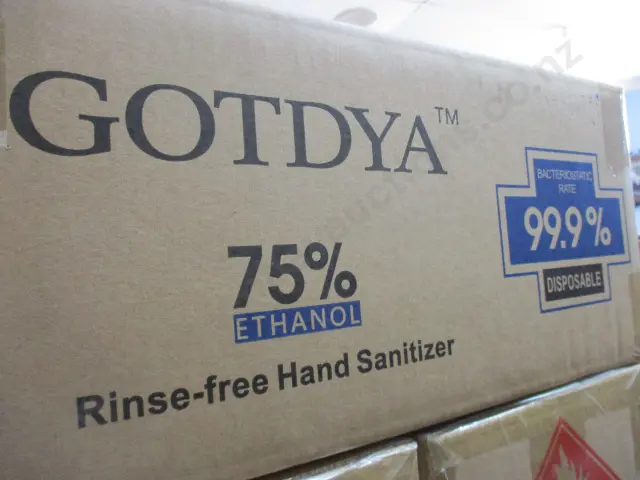 GOTDYA™
BACTERIOSTATIC
RATE
99.9%
DISPOSABLE
75%
ETHANOL
Rinse-free Hand Sanitizer